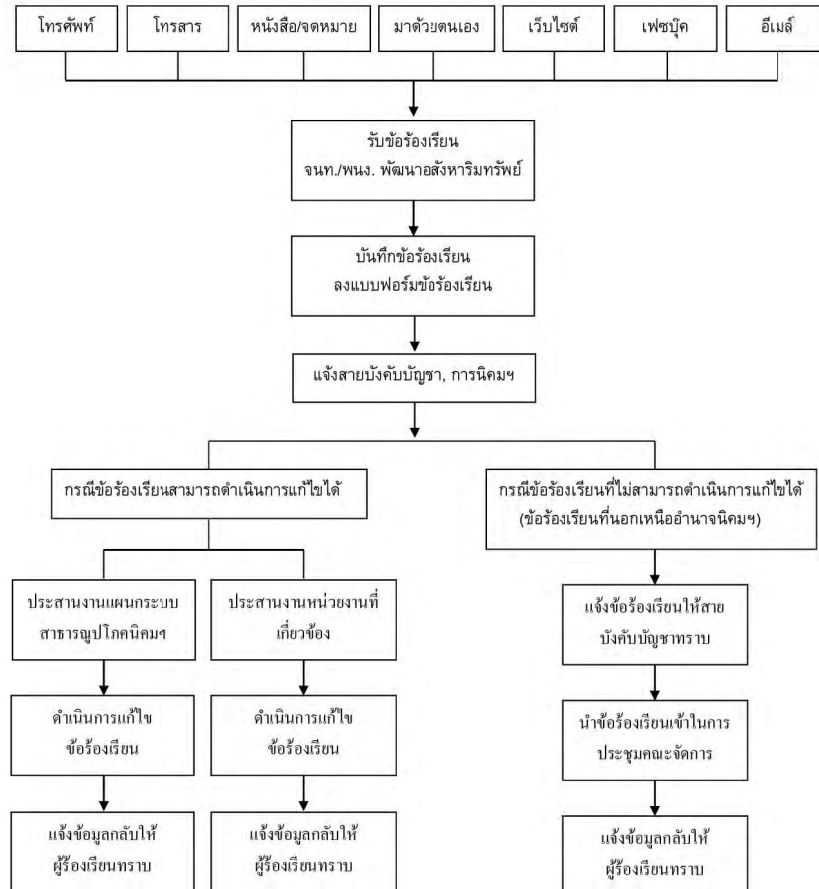 โทรศัพท์
โทรสาร
หนังสือ/จดหมาย
มาด้วยตนเอง
เว็บไซต์
เฟซบุ๊ค
อีเมล์
รับข้อร้องเรียน
จนท./พนง. พัฒนาอสังหาริมทรัพย์
บันทึกข้อร้องเรียน
ลงแบบฟอร์มข้อร้องเรียน
แจ้งสายบังคับบัญชา, การนิคมฯ
กรณีข้อร้องเรียนสามารถดำเนินการแก้ไขได้
กรณีข้อร้องเรียนที่ไม่สามารถดำเนินการแก้ไขได้
(ข้อร้องเรียนที่นอกเหนืออำนาจนิคมฯ)
ประสานงานแผนกระบบ
สาธารณูปโภคนิคมฯ
ประสานงานหน่วยงานที่
เกี่ยวข้อง
แจ้งข้อร้องเรียนให้สาย
บังคับบัญชาทราบ
ดำเนินการแก้ไข
ข้อร้องเรียน
ดำเนินการแก้ไข
ข้อร้องเรียน
นำข้อร้องเรียนเข้าในการ
ประชุมคณะจัดการ
แจ้งข้อมูลกลับให้
ผู้ร้องเรียนทราบ
แจ้งข้อมูลกลับให้
ผู้ร้องเรียนทราบ
แจ้งข้อมูลกลับให้
ผู้ร้องเรียนทราบ